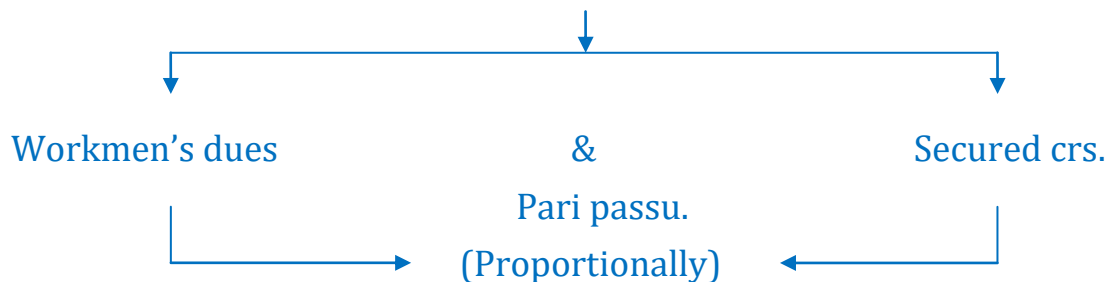 Workmen’s dues & Secured crs.
Pari passu.
(Proportionally)